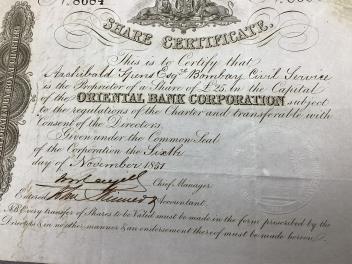 SHARE CERTIFICATE.
This is to Certify that
Archibald Spens Esqre. Bombay Civil Service
is the Proprietor of a Share of £25. In the Capital
of the ORIENTAL BANK CORPORATION subject
to the regulations of the Charter and transferable with
Consent of the Directors.
Given under the Common Seal
of the Corporation the Sixth
day of November 1851
Chief Manager.
Entered
Accountant.
NB. Every transfer of Shares to be Valid must be made in the form prescribed by the
Directors & in no other manner & an endorsement thereof must be made hereon.